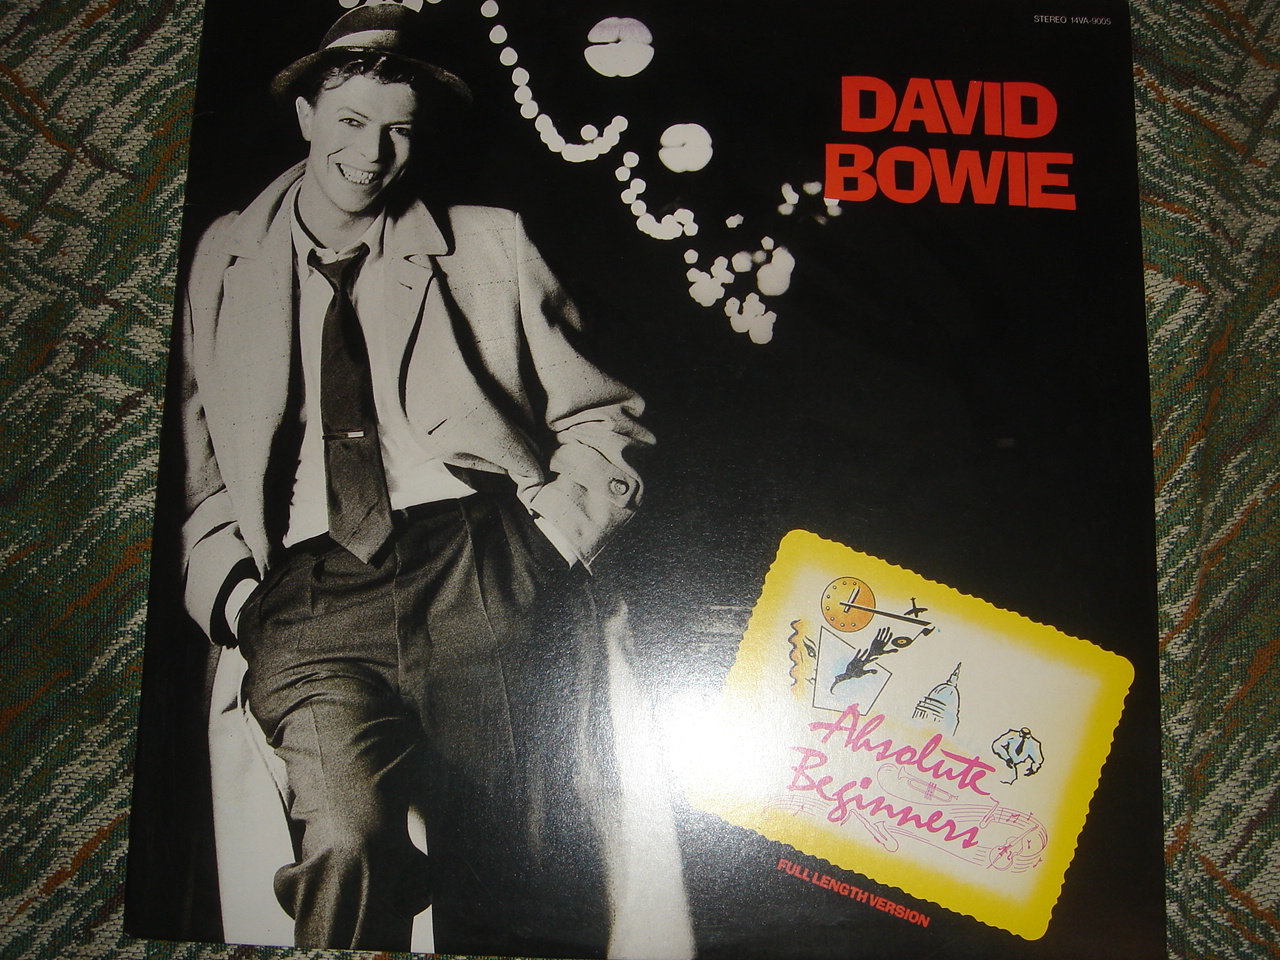 STEREO 14VA-9005
DAVID
BOWIE
Absolute
Beginners
FULL LENGTH VERSION